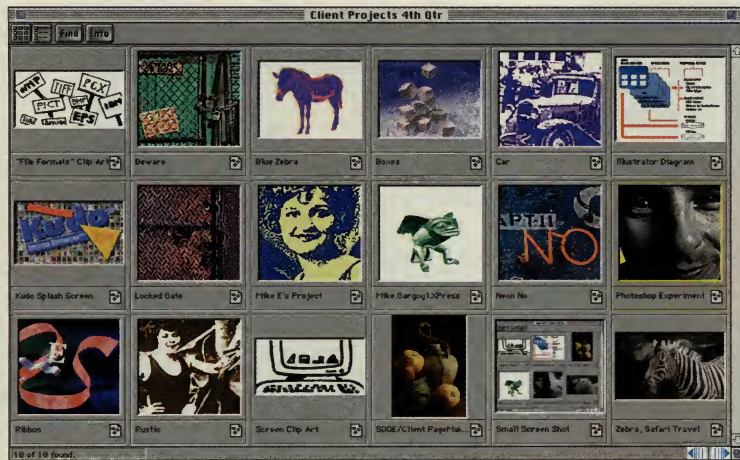 Client Projects 4th Qtr
Find Info
WMP TIFF PCX
PICT BMP
EPS
"File Formats" Clip Art
Beware
Blue Zebra
Boxes
Car
Illustrator Diagram
Kudo
NO
Kudo Splash Screen
Locked Gate
Mike E's Project
Mike.Gargoyl.XPress
Neon No
Photoshop Experiment
Ribbon
Rustic
Screen Clip Art
SDGE/Client PageMak...
Small Screen Shot
Zebra, Safari Travel
18 of 18 found.